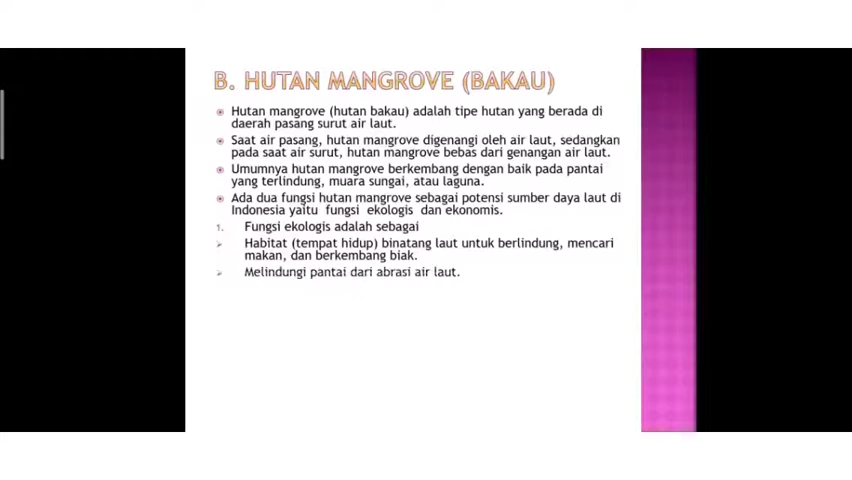 B. HUTAN MANGROVE (BAKAU)
Hutan mangrove (hutan bakau) adalah tipe hutan yang berada di
daerah pasang surut air laut.
Saat air pasang, hutan mangrove digenangi oleh air laut, sedangkan
pada saat air surut, hutan mangrove bebas dari genangan air laut.
Umumnya hutan mangrove berkembang dengan baik pada pantai
yang terlindung, muara sungai, atau laguna.
Ada dua fungsi hutan mangrove sebagai potensi sumber daya laut di
Indonesia yaitu fungsi ekologis dan ekonomis.
1. Fungsi ekologis adalah sebagai
Habitat (tempat hidup) binatang laut untuk berlindung, mencari
makan, dan berkembang biak.
Melindungi pantai dari abrasi air laut.